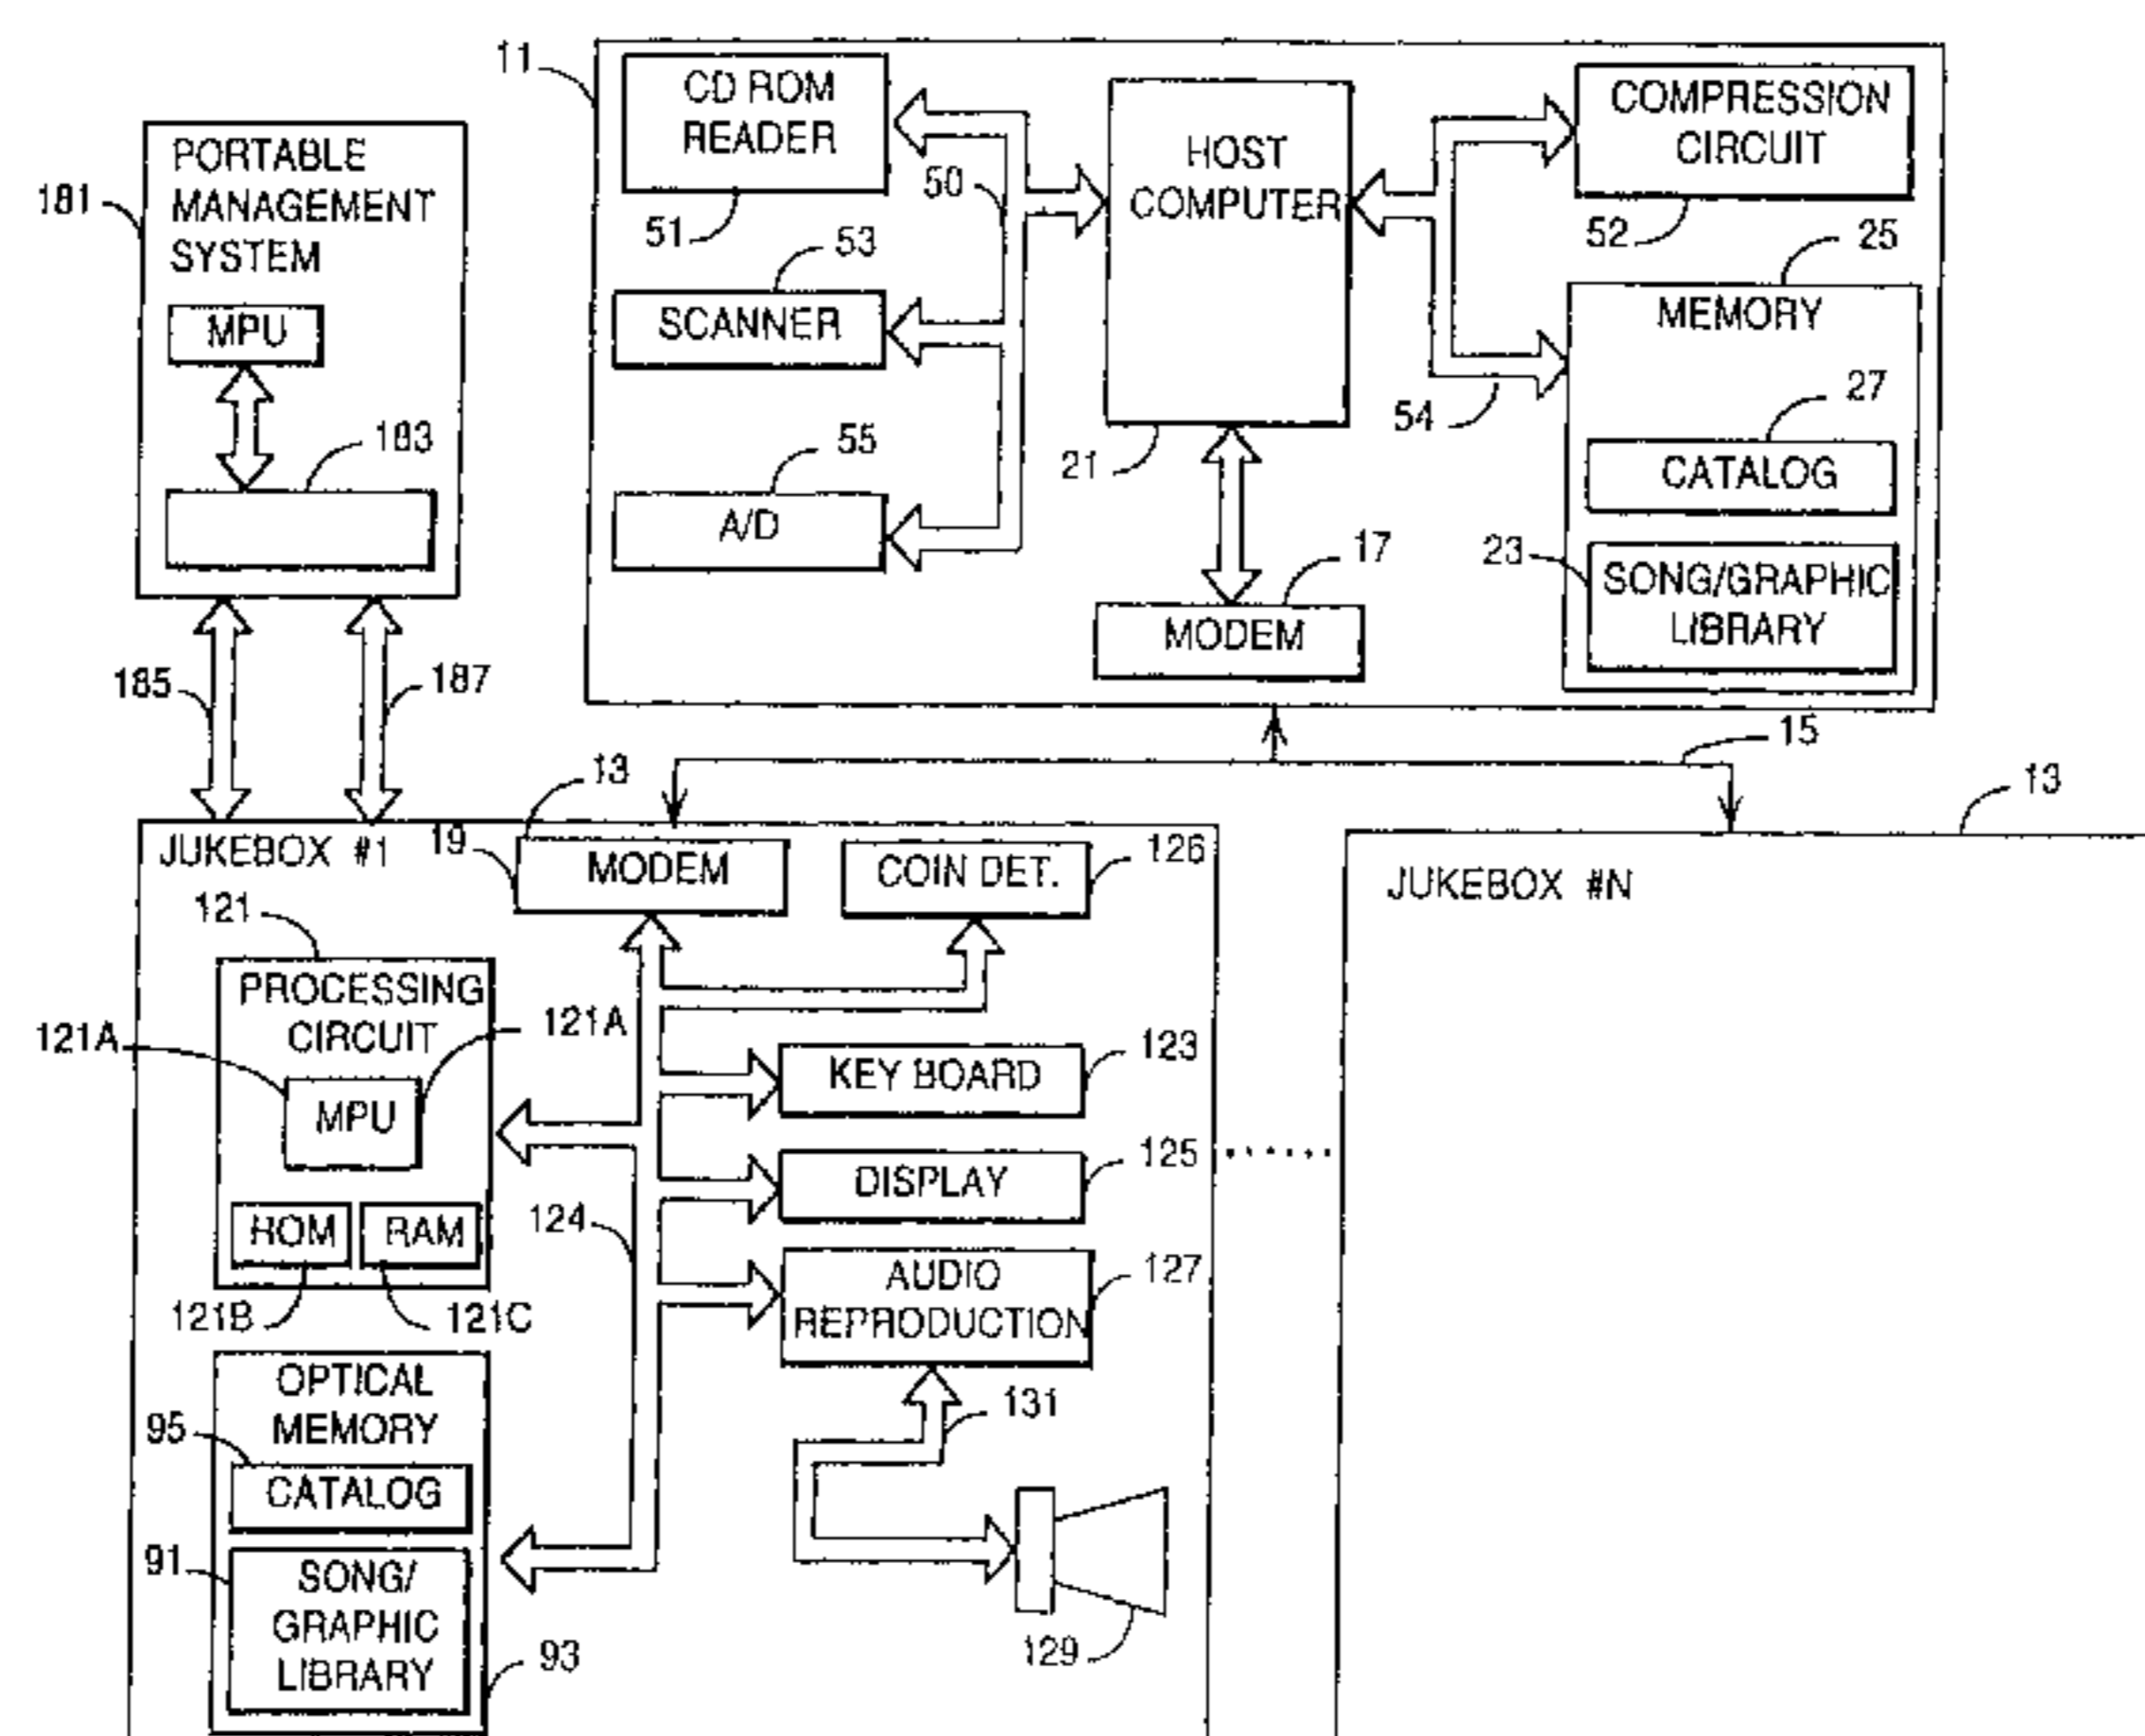 11
CD ROM
READER
51
50
HOST
COMPUTER
21
COMPRESSION
CIRCUIT
52
25
MEMORY
54
27
CATALOG
23
SONG/GRAPHIC
LIBRARY
53
SCANNER
55
A/D
17
MODEM
15
181
PORTABLE
MANAGEMENT
SYSTEM
MPU
183
185
187
JUKEBOX #1
13
19
MODEM
COIN DET.
126
121
PROCESSING
CIRCUIT
121A
121A
MPU
ROM
RAM
121B
121C
124
KEY BOARD
123
DISPLAY
125
AUDIO
REPRODUCTION
127
131
129
OPTICAL
MEMORY
95
CATALOG
91
SONG/
GRAPHIC
LIBRARY
93
13
JUKEBOX #N